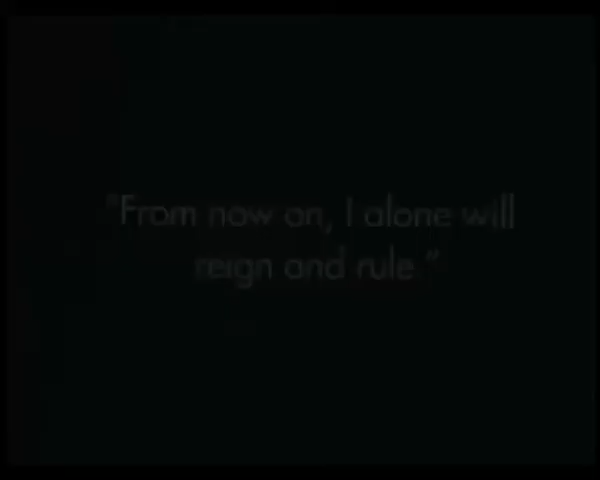 "From now on, I alone will
reign and rule."